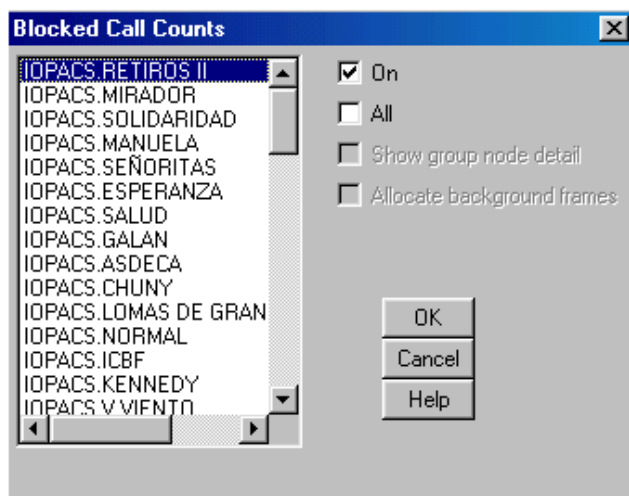 Blocked Call Counts
IOPACS.RETIROS II
IOPACS.MIRADOR
IOPACS.SOLIDARIDAD
IOPACS.MANUELA
IOPACS.SEÑORITAS
IOPACS.ESPERANZA
IOPACS.SALUD
IOPACS.GALAN
IOPACS.ASDECA
IOPACS.CHUNY
IOPACS.LOMAS DE GRAN
IOPACS.NORMAL
IOPACS.ICBF
IOPACS.KENNEDY
IOPACS.V.VIENTO
On
All
Show group node detail
Allocate background frames
OK
Cancel
Help